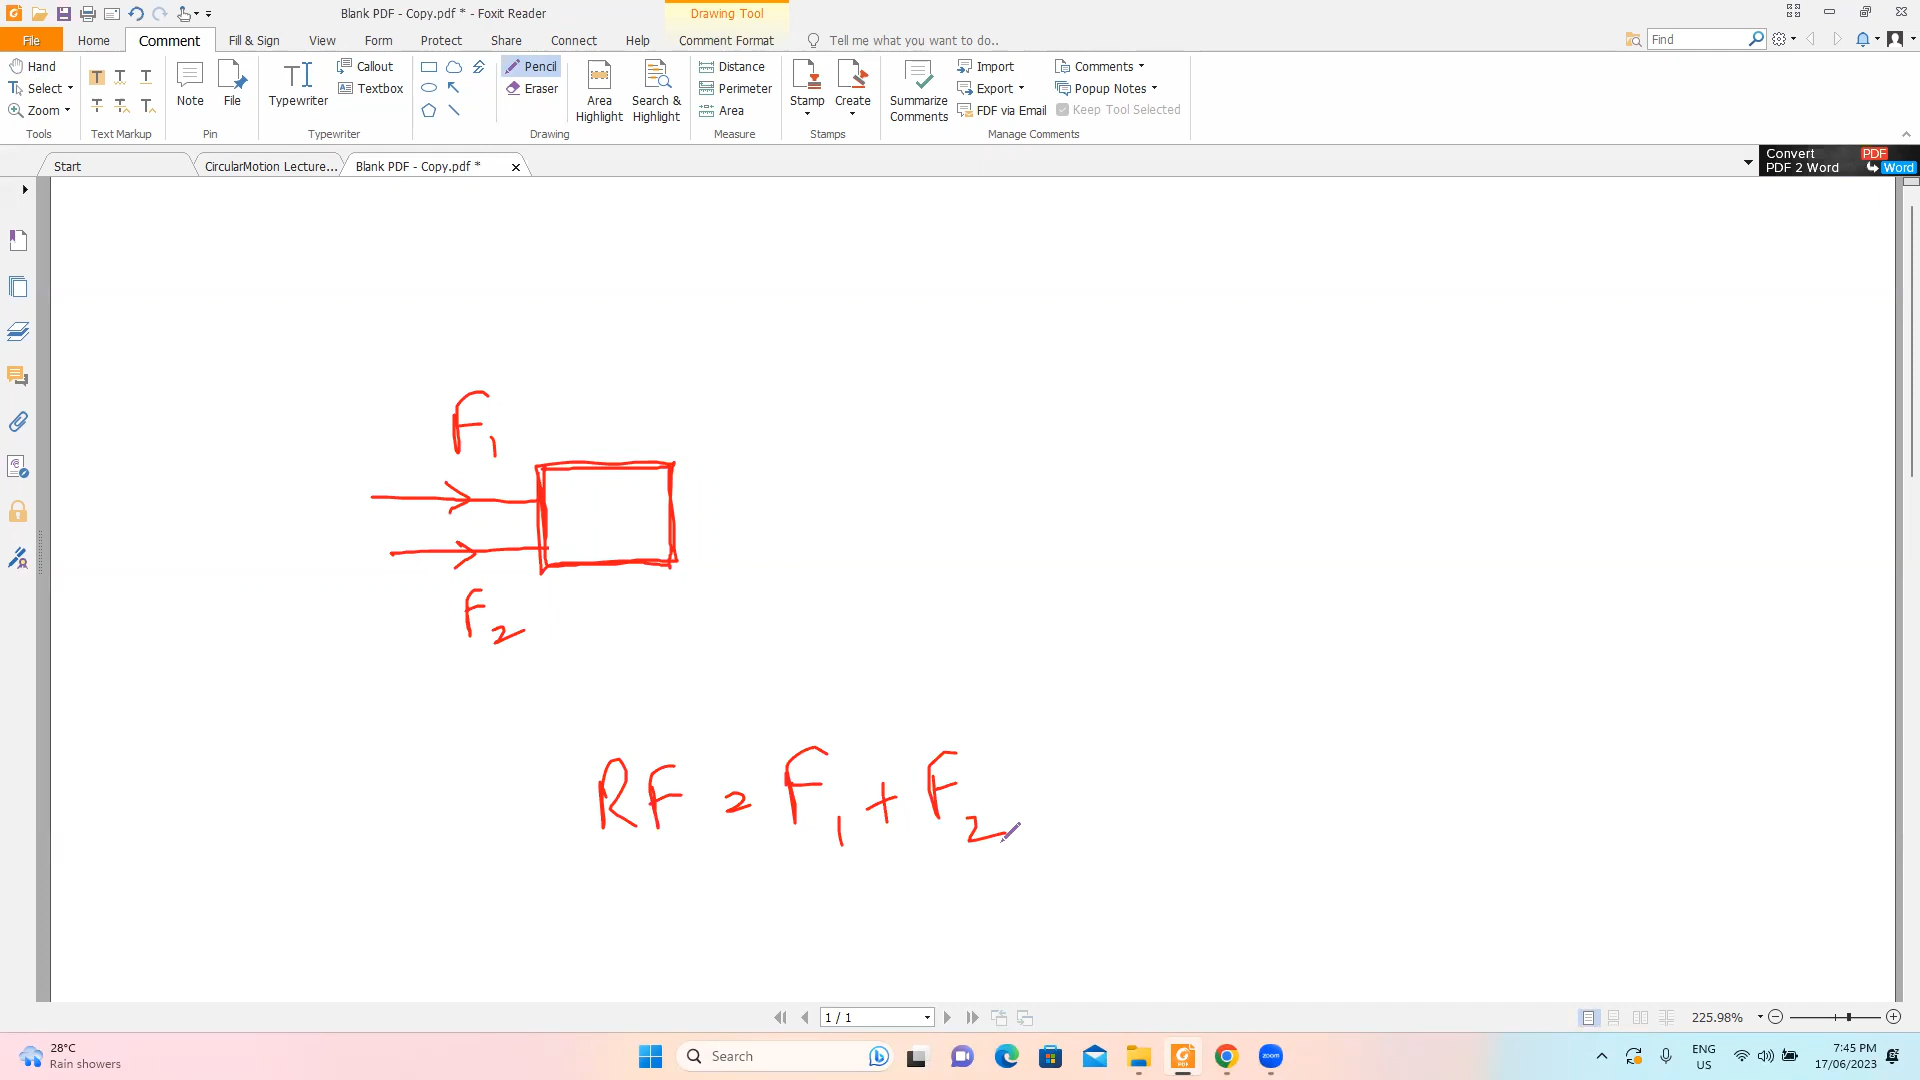 Blank PDF - Copy.pdf * - Foxit Reader
Drawing Tool
File Home Comment Fill & Sign View Form Protect Share Connect Help Comment Format Tell me what you want to do.. Find
Hand
Select
Zoom
Tools
Text Markup
Note
File
Pin
Typewriter
Callout
Textbox
Typewriter
Pencil
Eraser
Drawing
Area Highlight
Search & Highlight
Distance
Perimeter
Area
Measure
Stamp
Create
Stamps
Summarize Comments
Import
Export
FDF via Email
Comments
Popup Notes
Keep Tool Selected
Manage Comments
Start
CircularMotion Lecture...
Blank PDF - Copy.pdf *
Convert PDF
PDF 2 Word Word
F1
F2
RF = F1 + F2
1 / 1
225.98%
28°C
Rain showers
Search
zoom
ENG
US
7:45 PM
17/06/2023